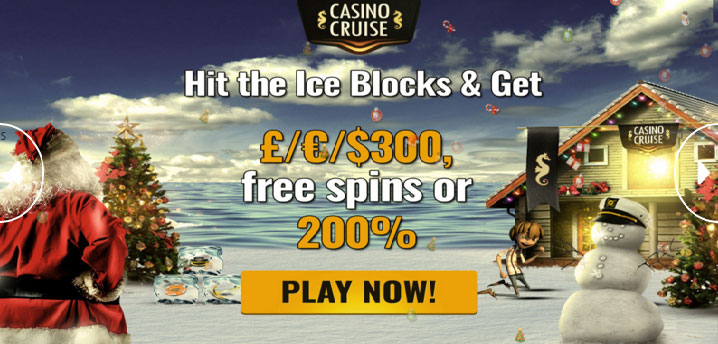 CASINO
CRUISE
Hit the Ice Blocks & Get
£/€/$300,
free spins or
200%
PLAY NOW!
CASINO
CRUISE